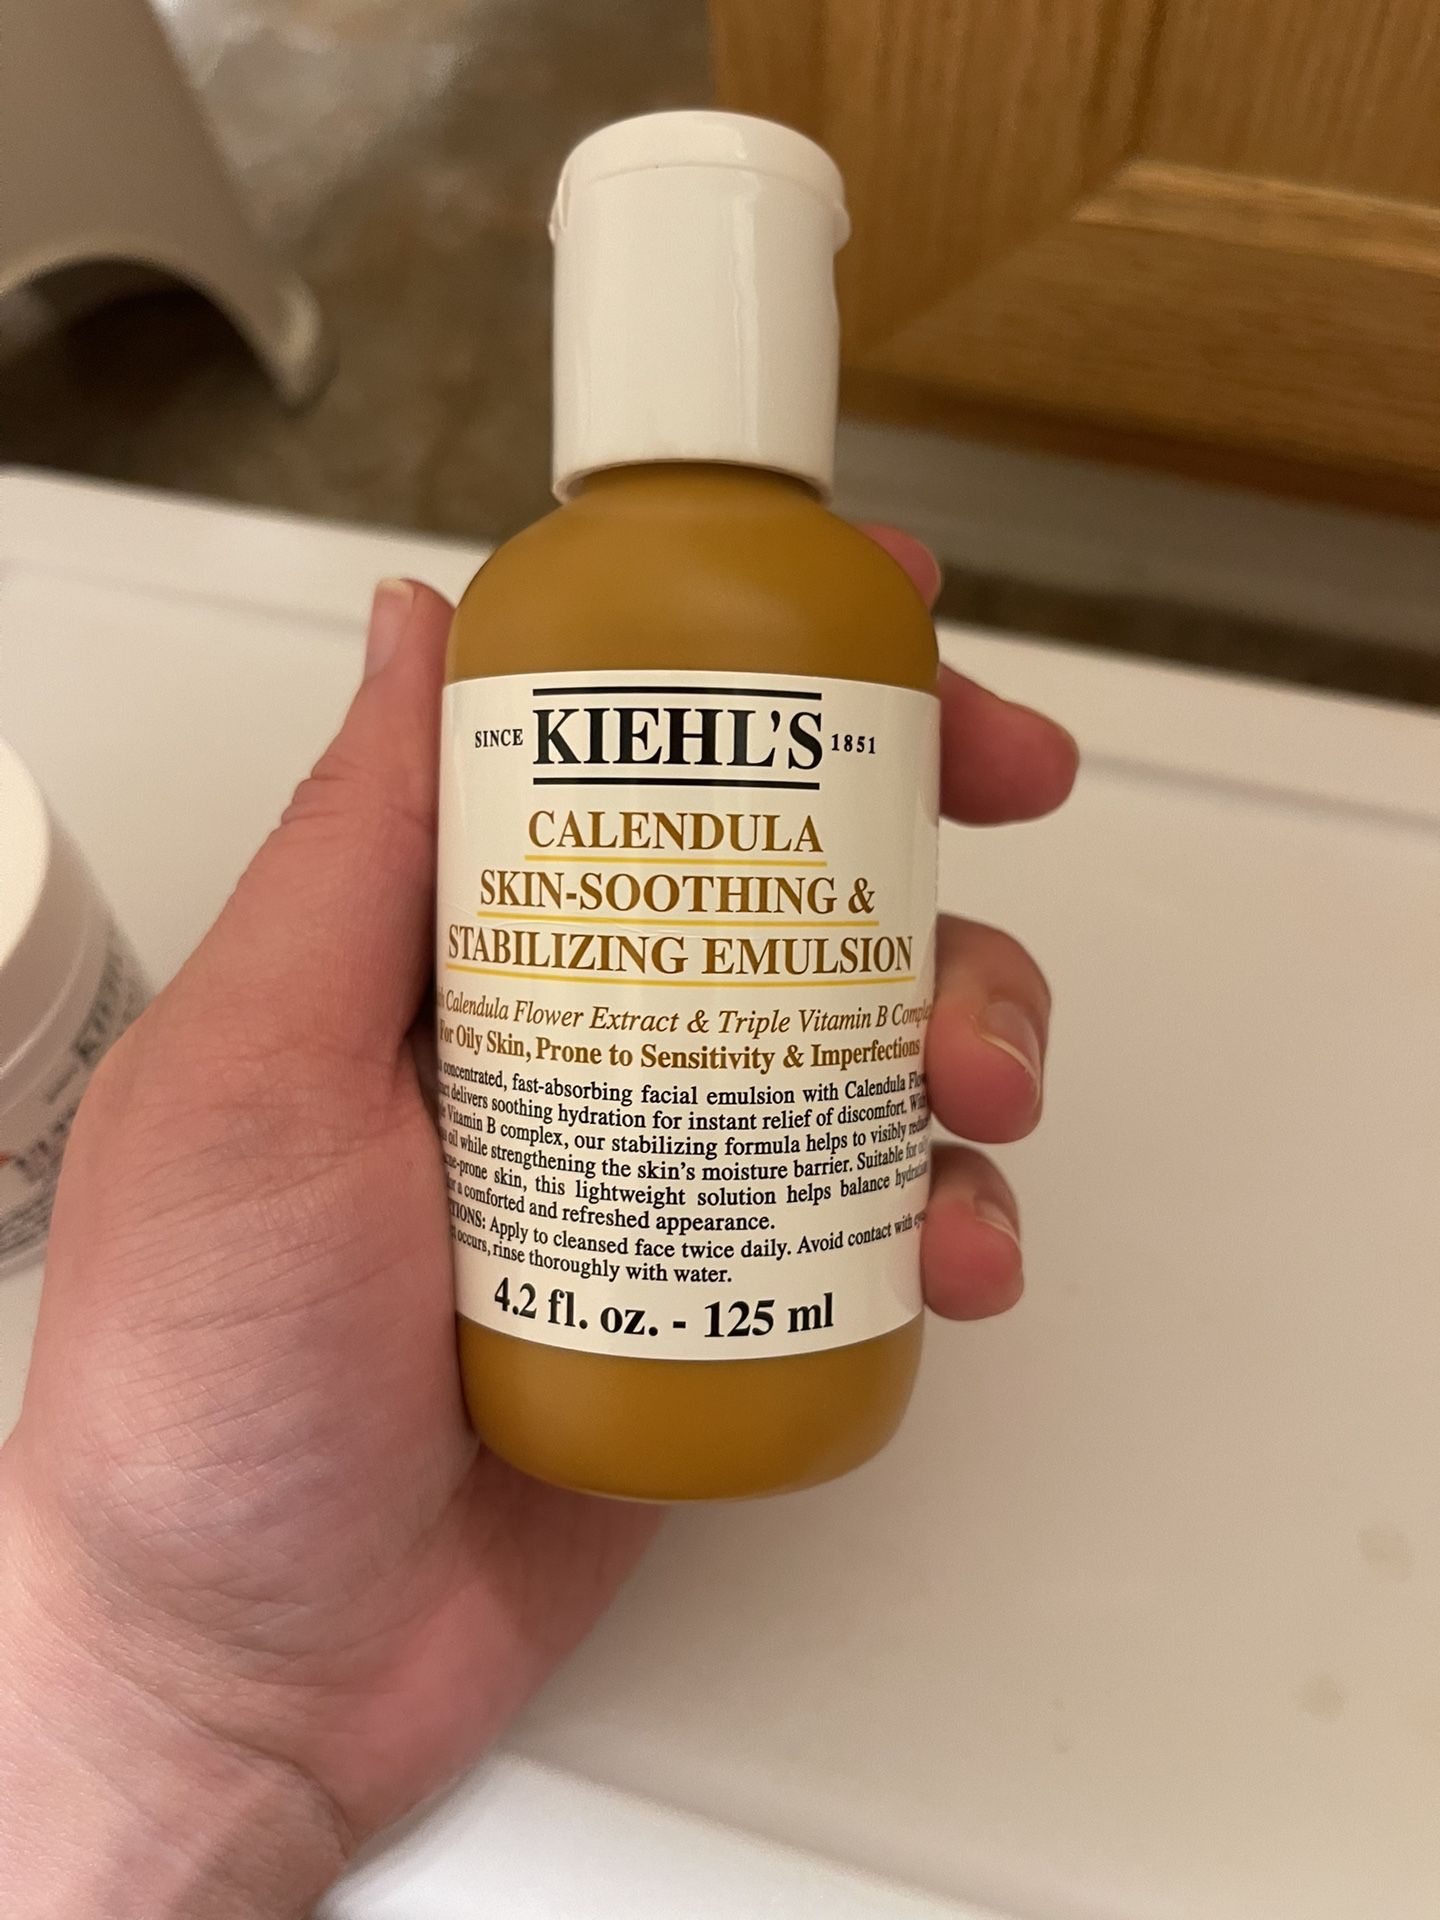 SINCE KIEHL'S 1851
CALENDULA
SKIN-SOOTHING &
STABILIZING EMULSION
Calendula Flower Extract & Triple Vitamin B
For Oily Skin, Prone to Sensitivity & Imperfections
concentrated, fast-absorbing facial emulsion with Calendula
delivers soothing hydration for instant relief of discomfort.
Vitamin B complex, our stabilizing formula helps to visibly
oil while strengthening the skin's moisture barrier. Suitable for
skin, this lightweight solution helps balance
a comforted and refreshed appearance.
Apply to cleansed face twice daily. Avoid contact with
occurs, rinse thoroughly with water.
4.2 fl. oz. - 125 ml